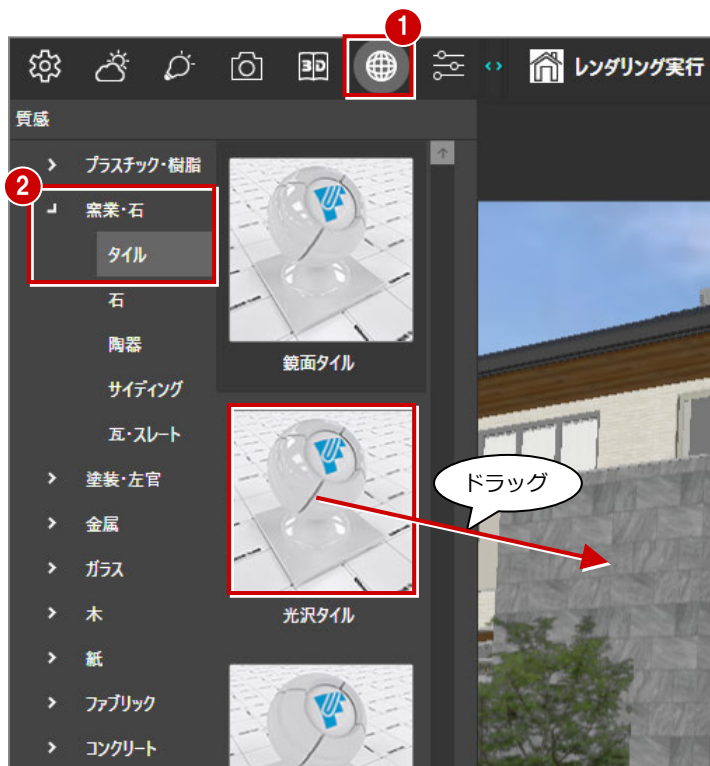 1
3D
レンダリング実行
質感
プラスチック・樹脂
2
窯業・石
タイル
石
陶器
サイディング
瓦・スレート
塗装・左官
金属
ガラス
木
紙
ファブリック
コンクリート
鏡面タイル
光沢タイル
ドラッグ